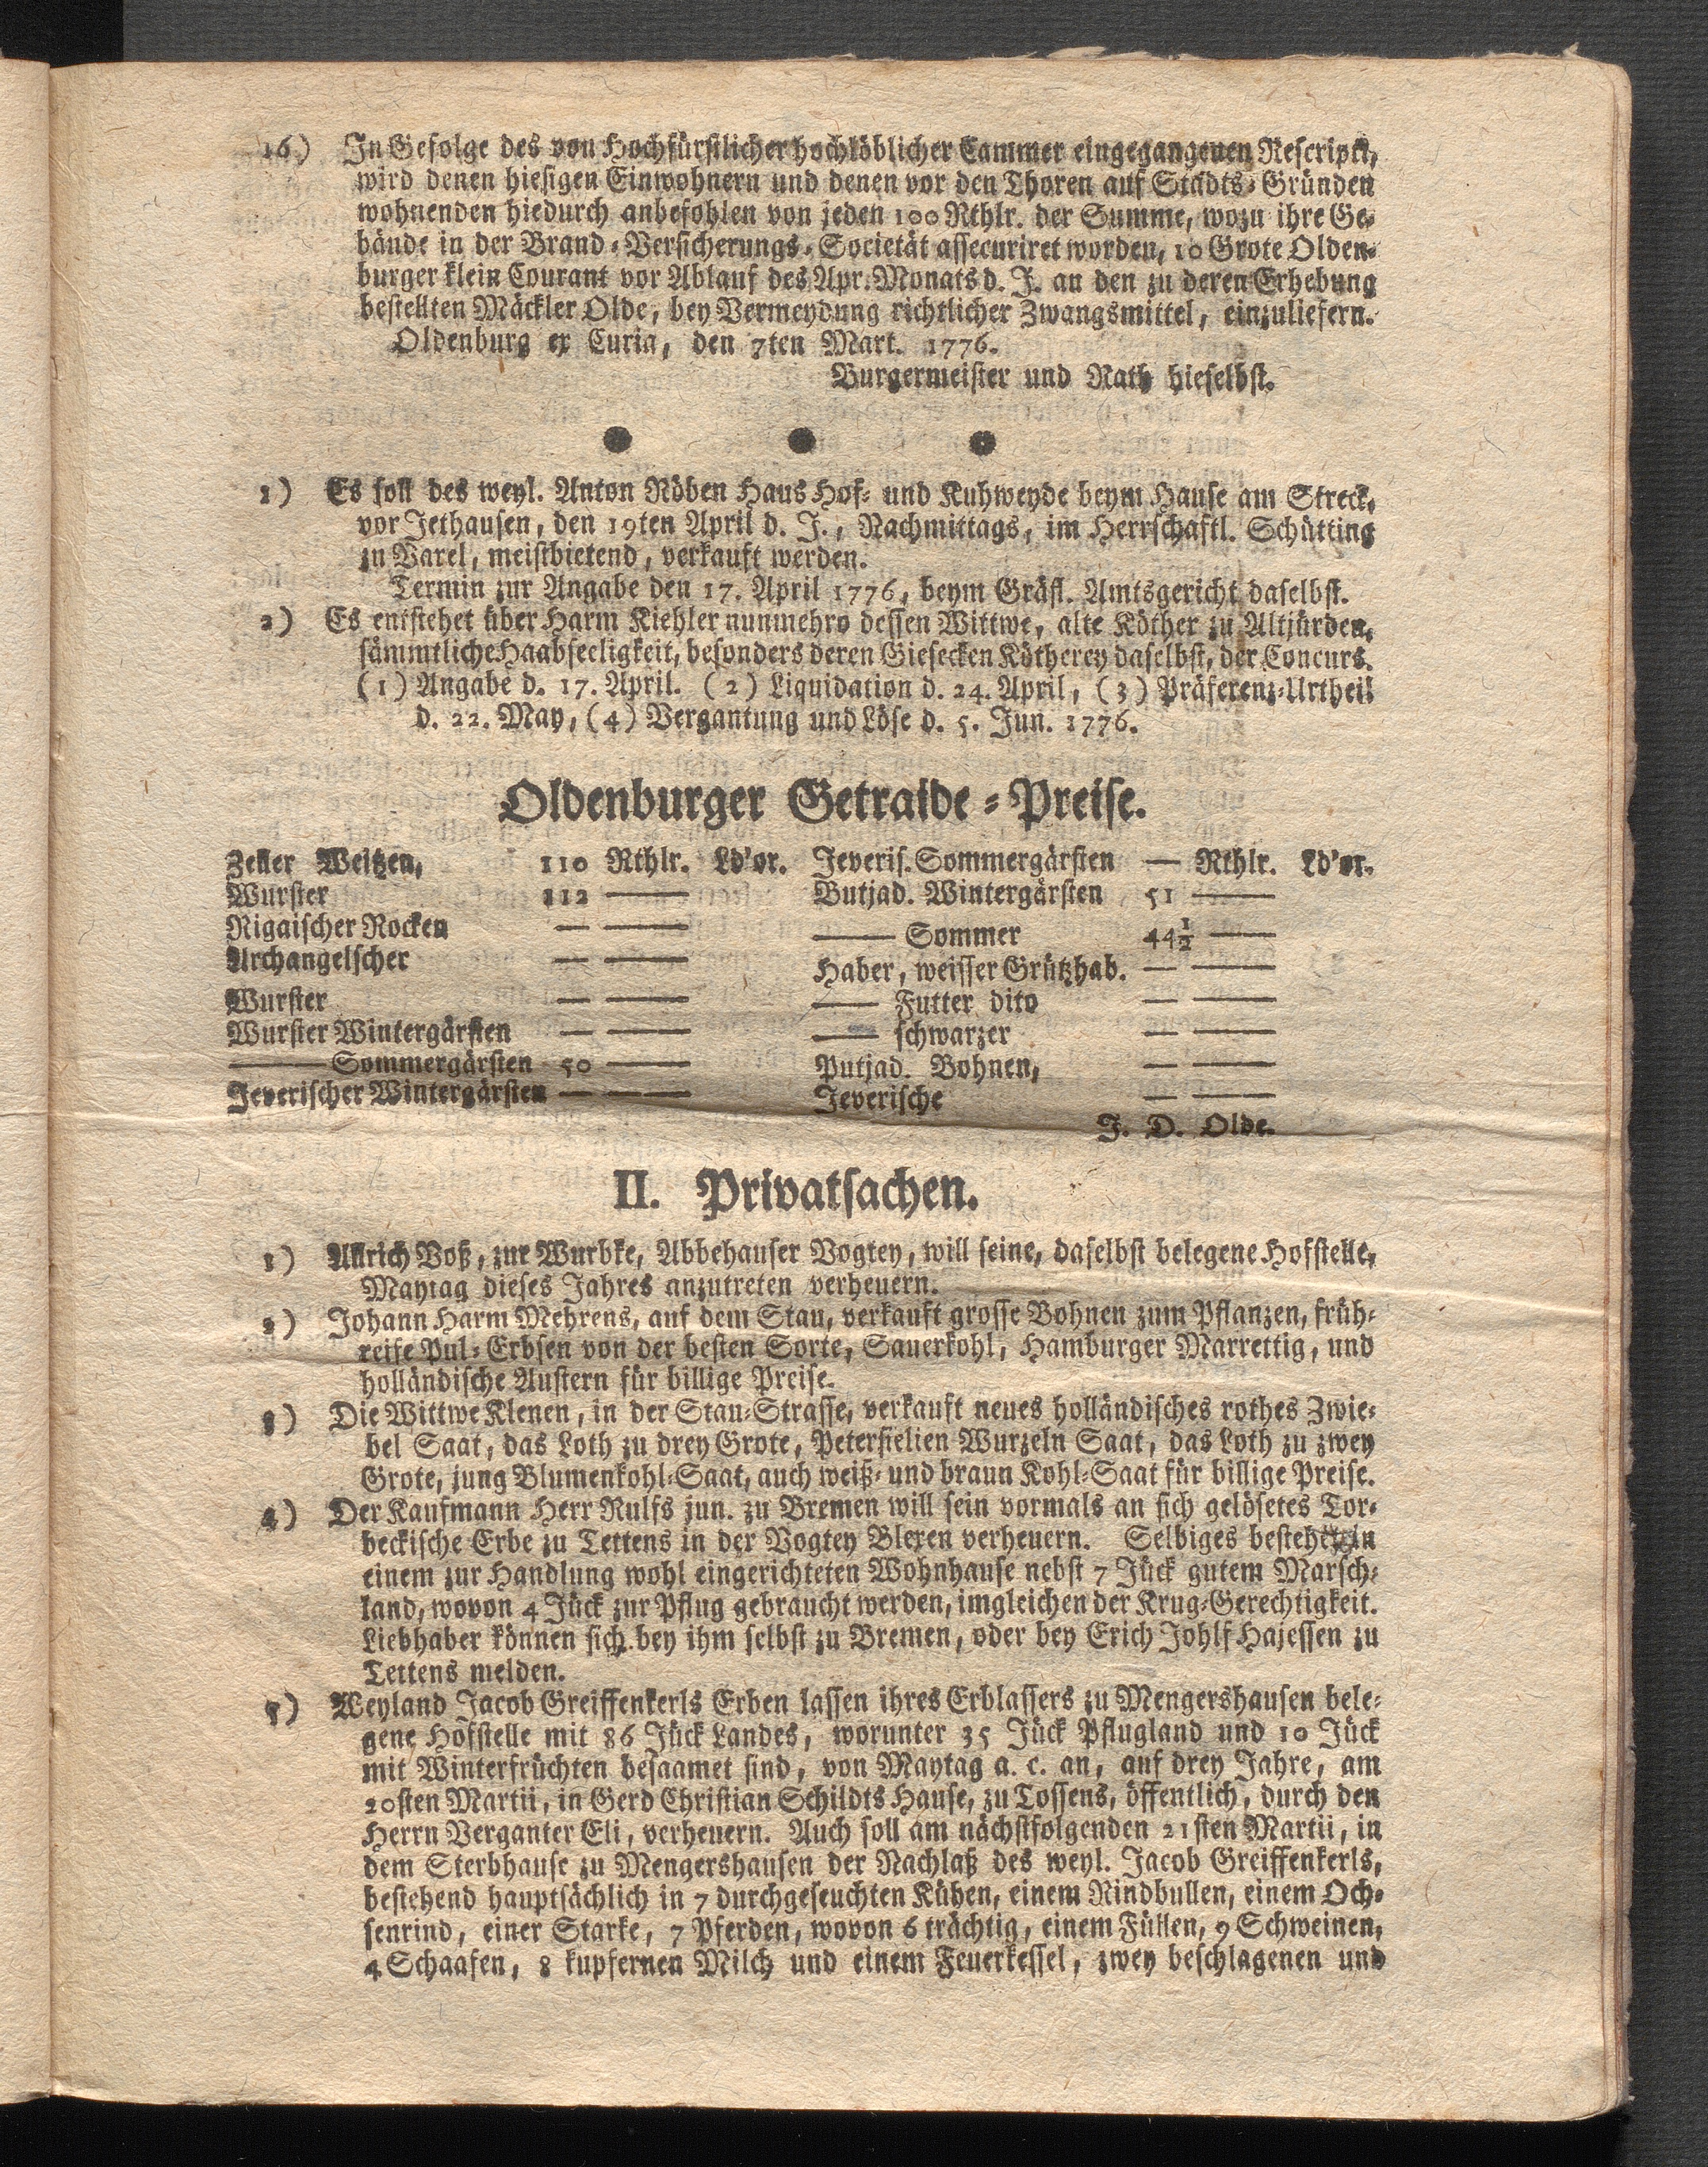 16) In Gefolge des von Hochfürstlicher hochlöblicher Cammer eingegangenen Rescripti,
wird denen hiesigen Einwohnern und denen vor den Thoren auf Stadts-Gründen
wohnenden hiedurch anbefohlen von jeden 100 Rthlr. der Summe, wozu ihre Ge-
bäude in der Brand-Versicherungs-Societät assecuriret worden, 10 Grote Olden-
burger klein Courant vor Ablauf des Apr. Monats d. J. an den zu deren Erhebung
bestellten Mäckler Olde, bey Vermeydung richtlicher Zwangsmittel, einzuliefern.
Oldenburg ex Curia, den 7ten Mart. 1776.
Burgermeister und Rath hieselbst.
1) Es soll des weyl. Anton Röben Haus Hof- und Kuhweyde beym Hause am Streck,
vor Jethausen, den 19ten April d. J., Nachmittags, im Herrschaftl. Schütting
zu Varel, meistbietend, verkauft werden.
Termin zur Angabe den 17. April 1776, beym Gräfl. Amtsgericht daselbst.
2) Es entstehet über Harm Kiehler nunmehro dessen Wittwe, alte Köther zu Altjürden,
sämmtliche Haabseeligkeit, besonders deren Giesecken Kötherey daselbst, der Concurs.
(1) Angabe d. 17. April. (2) Liquidation d. 24. April, (3) Präferenz-Urtheil
d. 22. May, (4) Vergantung und Löse d. 5. Jun. 1776.
Oldenburger Getraide-Preise.
Zeller Weitzen, 110 Rthlr. Ld'or. Jeveris. Sommergärsten — Rthlr. Ld'or.
Wurster 112 —— Butjad. Wintergärsten 51 ——
Rigaischer Rocken — —— —— Sommer 44½ ——
Archangelscher — —— Haber, weisser Grützhab. — ——
Wurster — —— —— Futter dito — ——
Wurster Wintergärsten — —— —— schwarzer — ——
—— Sommergärsten 50 —— Putjad. Bohnen, — ——
Jeverischer Wintergärsten — —— Jeverische — ——
J. D. Olde.
II. Privatsachen.
1) Allrich Voß, zur Wurbke, Abbehauser Vogtey, will seine, daselbst belegene Hofstelle,
Maytag dieses Jahres anzutreten verheuern.
2) Johann Harm Mehrens, auf dem Stau, verkauft grosse Bohnen zum Pflanzen, früh-
reife Pul-Erbsen von der besten Sorte, Sauerkohl, Hamburger Marrettig, und
holländische Austern für billige Preise.
3) Die Wittwe Klenen, in der Stau-Strasse, verkauft neues holländisches rothes Zwie-
bel Saat, das Loth zu drey Grote, Petersielien Wurzeln Saat, das Loth zu zwey
Grote, jung Blumenkohl-Saat, auch weiß- und braun Kohl-Saat für billige Preise.
4) Der Kaufmann Herr Rulfs jun. zu Bremen will sein vormals an sich gelösetes Tor-
beckische Erbe zu Tettens in der Vogtey Blexen verheuern. Selbiges bestehet in
einem zur Handlung wohl eingerichteten Wohnhause nebst 7 Jück gutem Marsch-
land, wovon 4 Jück zur Pflug gebraucht werden, imgleichen der Krug-Gerechtigkeit.
Liebhaber können sich bey ihm selbst zu Bremen, oder bey Erich Johlf Hajessen zu
Tettens melden.
5) Weyland Jacob Greiffenkerls Erben lassen ihres Erblassers zu Mengershausen bele-
gene Hofstelle mit 86 Jück Landes, worunter 35 Jück Pflugland und 10 Jück
mit Winterfrüchten besaamet sind, von Maytag a. c. an, auf drey Jahre, am
20sten Martii, in Gerd Christian Schildts Hause, zu Tossens, öffentlich, durch den
Herrn Verganter Eli, verheuern. Auch soll am nächstfolgenden 21sten Martii, in
dem Sterbhause zu Mengershausen der Nachlaß des weyl. Jacob Greiffenkerls,
bestehend hauptsächlich in 7 durchgeseuchten Kühen, einem Rindbullen, einem Och-
senrind, einer Starke, 7 Pferden, wovon 6 trächtig, einem Füllen, 9 Schweinen,
4 Schaafen, 8 kupfernen Milch und einem Feuerkessel, zwey beschlagenen und